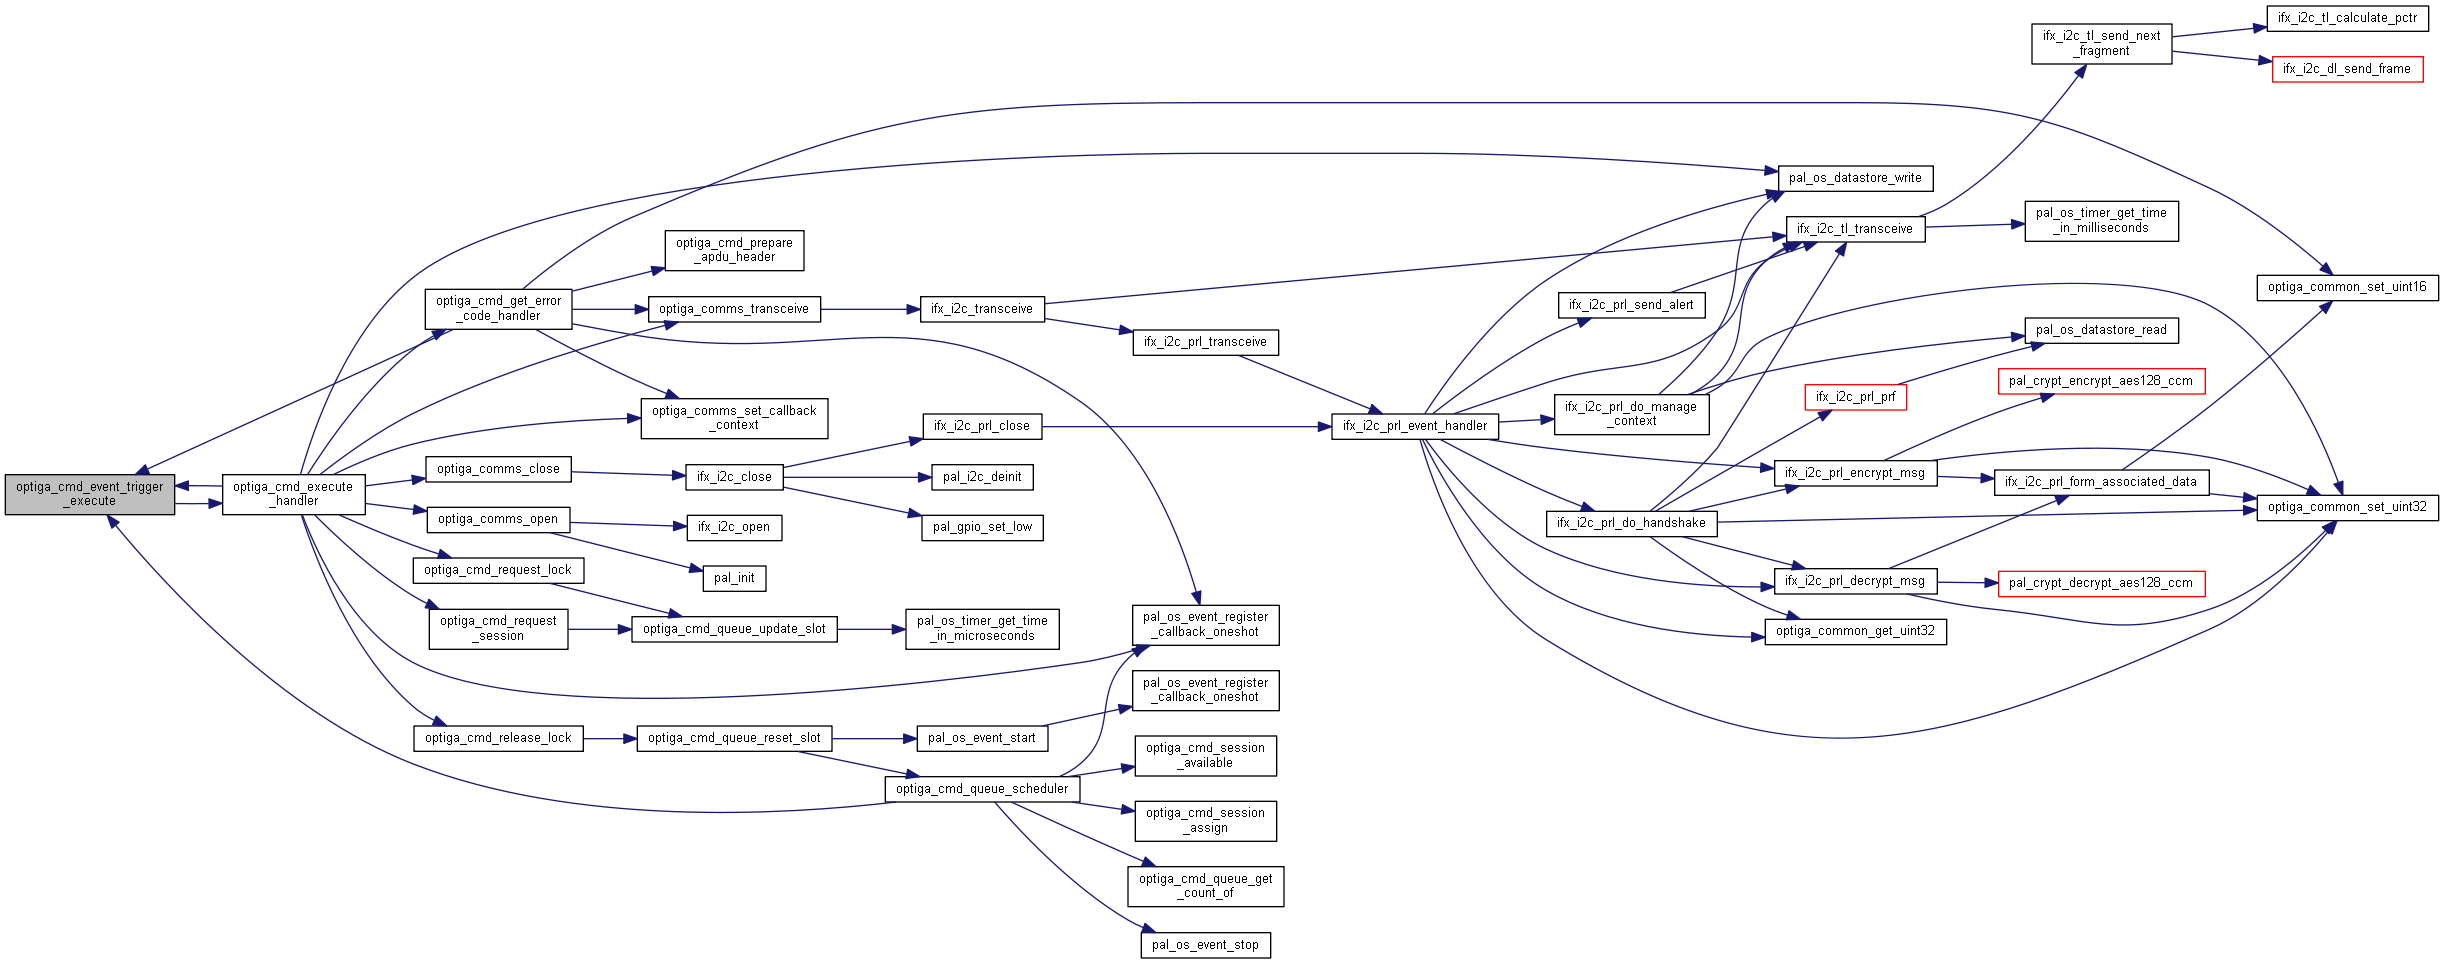 optiga_cmd_event_trigger
_execute
optiga_cmd_execute
_handler
optiga_cmd_get_error
_code_handler
optiga_comms_close
optiga_comms_open
optiga_cmd_request_lock
optiga_cmd_request
_session
optiga_cmd_release_lock
optiga_cmd_prepare
_apdu_header
optiga_comms_transceive
optiga_comms_set_callback
_context
ifx_i2c_close
ifx_i2c_open
pal_init
optiga_cmd_queue_update_slot
optiga_cmd_queue_reset_slot
ifx_i2c_transceive
ifx_i2c_prl_close
pal_i2c_deinit
pal_gpio_set_low
pal_os_timer_get_time
_in_microseconds
pal_os_event_start
optiga_cmd_queue_scheduler
ifx_i2c_prl_transceive
pal_os_event_register
_callback_oneshot
pal_os_event_register
_callback_oneshot
optiga_cmd_session
_available
optiga_cmd_session
_assign
optiga_cmd_queue_get
_count_of
pal_os_event_stop
ifx_i2c_prl_event_handler
ifx_i2c_prl_send_alert
ifx_i2c_prl_do_manage
_context
ifx_i2c_prl_do_handshake
pal_os_datastore_write
ifx_i2c_tl_transceive
ifx_i2c_prl_prf
ifx_i2c_prl_encrypt_msg
ifx_i2c_prl_decrypt_msg
optiga_common_get_uint32
ifx_i2c_tl_send_next
_fragment
pal_os_timer_get_time
_in_milliseconds
pal_os_datastore_read
pal_crypt_encrypt_aes128_ccm
ifx_i2c_prl_form_associated_data
pal_crypt_decrypt_aes128_ccm
ifx_i2c_tl_calculate_pctr
ifx_i2c_dl_send_frame
optiga_common_set_uint16
optiga_common_set_uint32